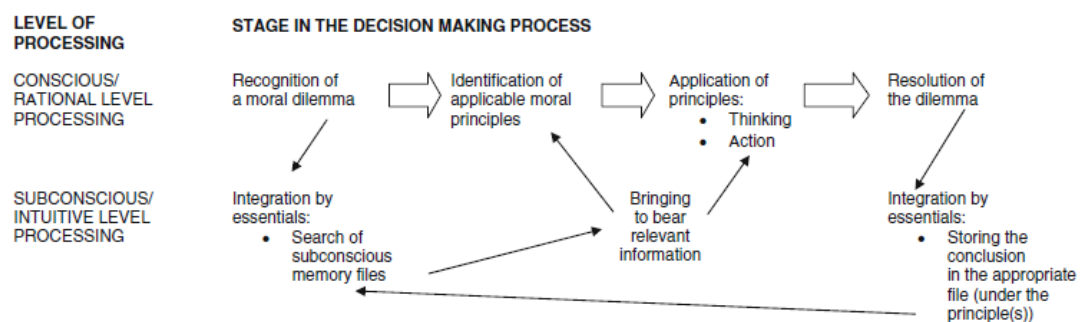 LEVEL OF
PROCESSING
STAGE IN THE DECISION MAKING PROCESS
CONSCIOUS/
RATIONAL LEVEL
PROCESSING
Recognition of
a moral dilemma
Identification of
applicable moral
principles
Application of
principles:
• Thinking
• Action
Resolution of
the dilemma
SUBCONSCIOUS/
INTUITIVE LEVEL
PROCESSING
Integration by
essentials:
• Search of
subconscious
memory files
Bringing
to bear
relevant
information
Integration by
essentials:
• Storing the
conclusion
in the appropriate
file (under the
principle(s))